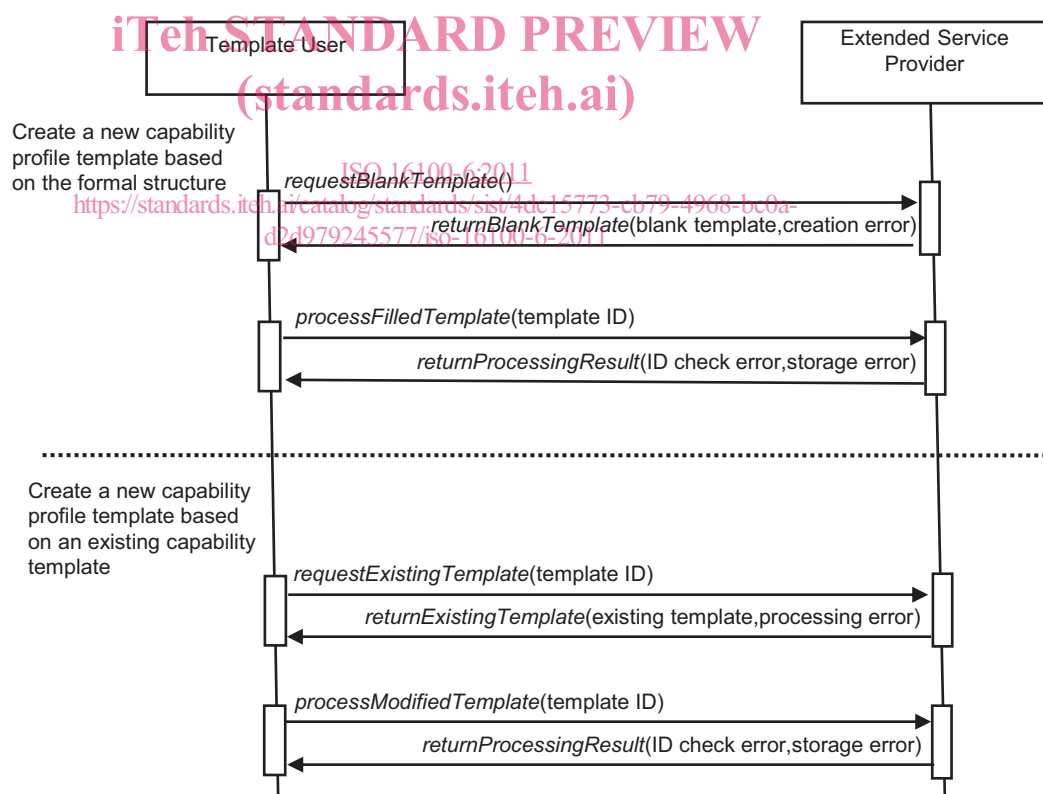 iTeh STANDARD PREVIEW
(standards.iteh.ai)
Template User
Extended Service
Provider
Create a new capability
profile template based
on the formal structure
ISO 16100-6:2011
https://standards.iteh.ai/catalog/standards/sist/4dc15773-cb79-4968-bc0a-
d2d979245577/iso-16100-6-2011
requestBlankTemplate()
returnBlankTemplate(blank template,creation error)
processFilledTemplate(template ID)
returnProcessingResult(ID check error,storage error)
Create a new capability
profile template based
on an existing capability
template
requestExistingTemplate(template ID)
returnExistingTemplate(existing template,processing error)
processModifiedTemplate(template ID)
returnProcessingResult(ID check error,storage error)